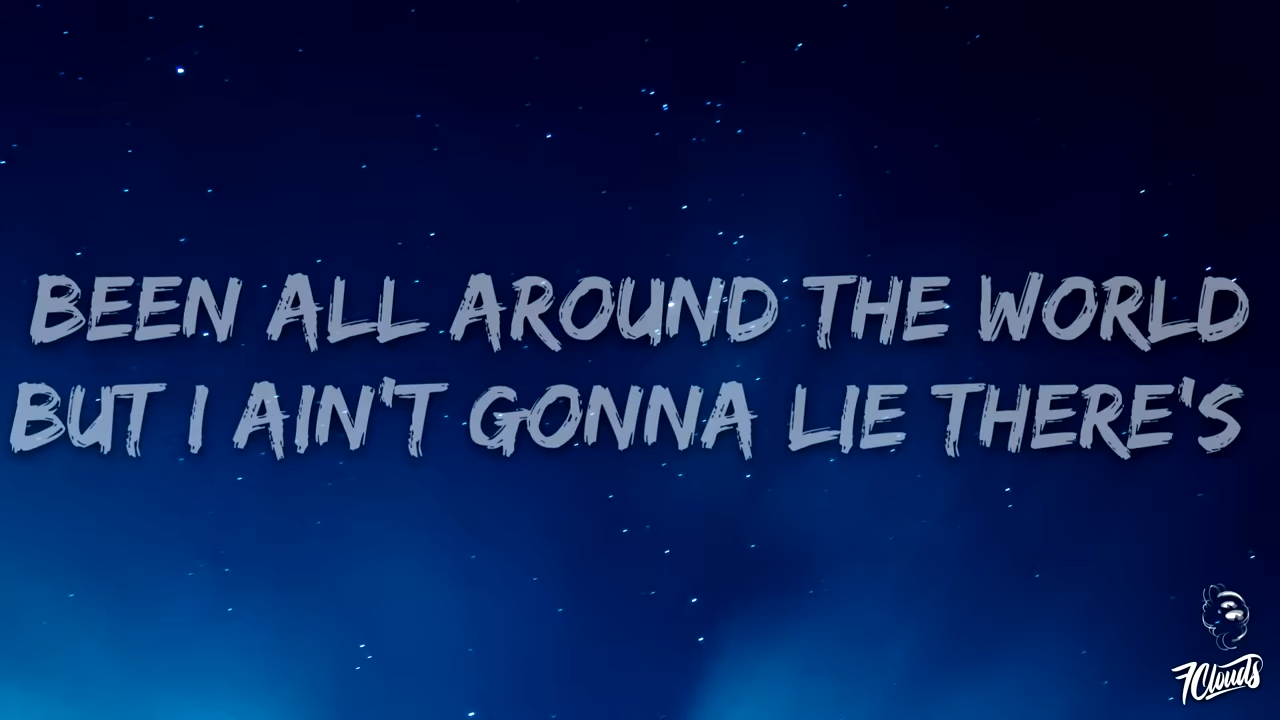 BEEN ALL AROUND THE WORLD
BUT I AIN'T GONNA LIE THERE'S
7Clouds